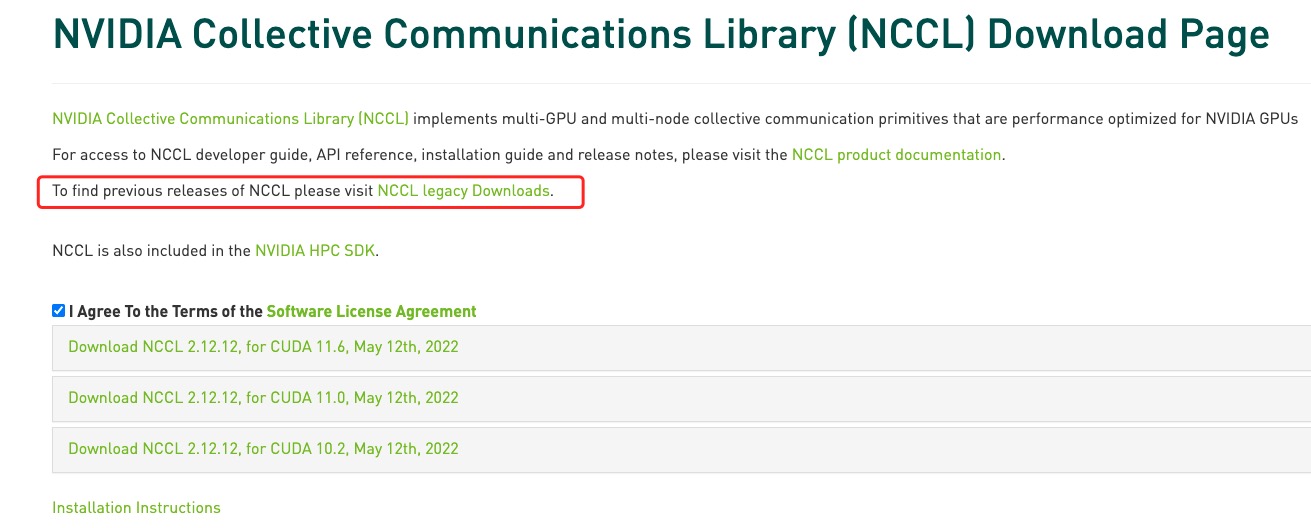 NVIDIA Collective Communications Library (NCCL) Download Page
NVIDIA Collective Communications Library (NCCL) implements multi-GPU and multi-node collective communication primitives that are performance optimized for NVIDIA GPUs
For access to NCCL developer guide, API reference, installation guide and release notes, please visit the NCCL product documentation.
To find previous releases of NCCL please visit NCCL legacy Downloads.
NCCL is also included in the NVIDIA HPC SDK.
I Agree To the Terms of the Software License Agreement
Download NCCL 2.12.12, for CUDA 11.6, May 12th, 2022
Download NCCL 2.12.12, for CUDA 11.0, May 12th, 2022
Download NCCL 2.12.12, for CUDA 10.2, May 12th, 2022
Installation Instructions